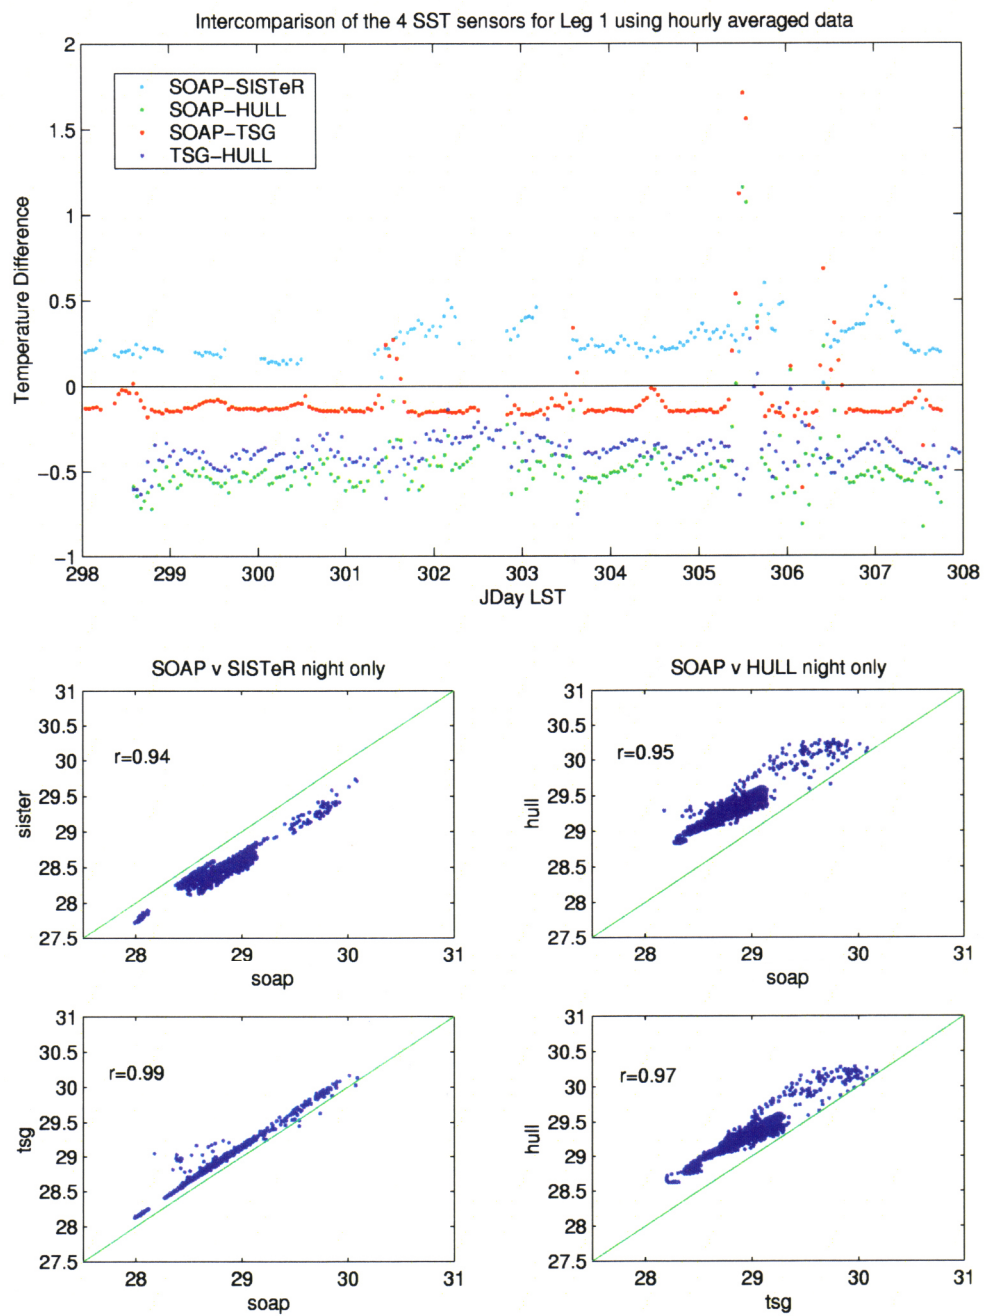 Intercomparison of the 4 SST sensors for Leg 1 using hourly averaged data
2
1.5
1
0.5
0
−0.5
−1
Temperature Difference
SOAP−SISTeR
SOAP−HULL
SOAP−TSG
TSG−HULL
298 299 300 301 302 303 304 305 306 307 308
JDay LST
SOAP v SISTeR night only
31
30.5
30
29.5
29
28.5
28
27.5
sister
r=0.94
28 29 30 31
soap
SOAP v HULL night only
31
30.5
30
29.5
29
28.5
28
27.5
hull
r=0.95
28 29 30 31
soap
31
30.5
30
29.5
29
28.5
28
27.5
tsg
r=0.99
28 29 30 31
soap
31
30.5
30
29.5
29
28.5
28
27.5
hull
r=0.97
28 29 30 31
tsg